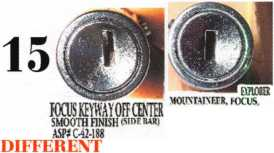 15
FOCUS KEYWAY OFF CENTER
SMOOTH FINISH (SIDE BAR)
ASP# C-42-188
DIFFERENT
EXPLORER
MOUNTAINEER, FOCUS,